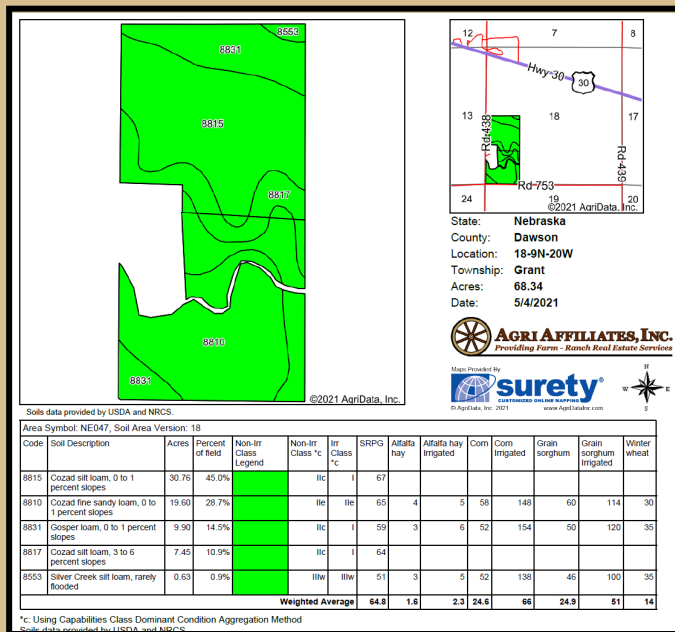 8553
8831
8815
8817
8810
8831
©2021 AgriData, Inc.
Soils data provided by USDA and NRCS.
12 7 8
Hwy 30
30
13 18 17
Rd 438
Rd 439
Rd 753
24 19 20
©2021 AgriData, Inc.
State: Nebraska
County: Dawson
Location: 18-9N-20W
Township: Grant
Acres: 68.34
Date: 5/4/2021
AGRI AFFILIATES, INC.
Providing Farm - Ranch Real Estate Services
Maps Provided By
surety®
CUSTOMIZED ONLINE MAPPING
© AgriData, Inc. 2021 www.AgriDataInc.com
N
W E
S
Area Symbol: NE047, Soil Area Version: 18
Code Soil Description Acres Percent of field Non-Irr Class Legend Non-Irr Class *c Irr Class *c SRPG Alfalfa hay Alfalfa hay Irrigated Corn Corn Irrigated Grain sorghum Grain sorghum Irrigated Winter wheat
8815 Cozad silt loam, 0 to 1 percent slopes 30.76 45.0% IIc I 67
8810 Cozad fine sandy loam, 0 to 1 percent slopes 19.60 28.7% IIe IIe 65 4 5 58 148 60 114 30
8831 Gosper loam, 0 to 1 percent slopes 9.90 14.5% IIc I 59 3 6 52 154 50 120 35
8817 Cozad silt loam, 3 to 6 percent slopes 7.45 10.9% IIc I 64
8553 Silver Creek silt loam, rarely flooded 0.63 0.9% IIIw IIIw 51 3 5 52 138 46 100 35
Weighted Average 64.8 1.6 2.3 24.6 66 24.9 51 14
*c: Using Capabilities Class Dominant Condition Aggregation Method
Soils data provided by USDA and NRCS